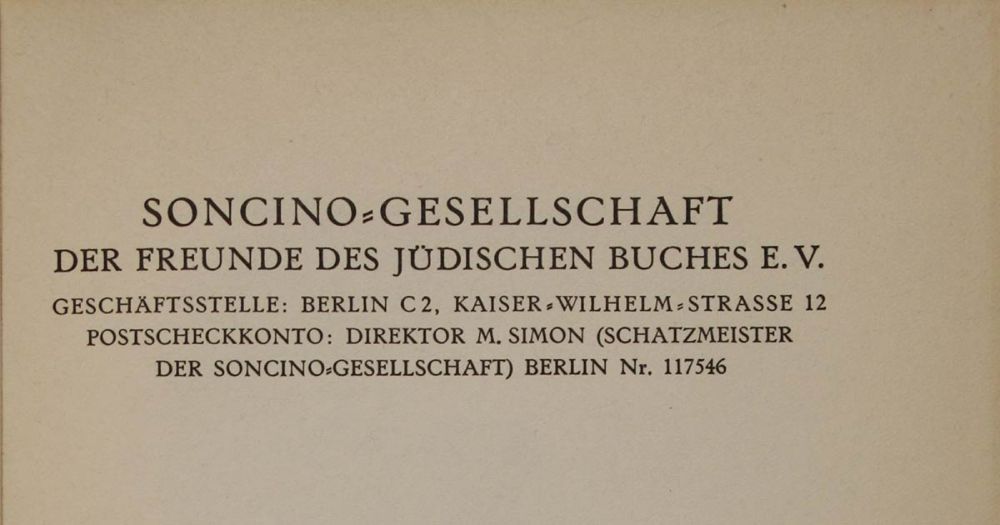 SONCINO=GESELLSCHAFT
DER FREUNDE DES JÜDISCHEN BUCHES E. V.
GESCHÄFTSSTELLE: BERLIN C 2, KAISER=WILHELM=STRASSE 12
POSTSCHECKKONTO: DIREKTOR M. SIMON (SCHATZMEISTER
DER SONCINO=GESELLSCHAFT) BERLIN Nr. 117546